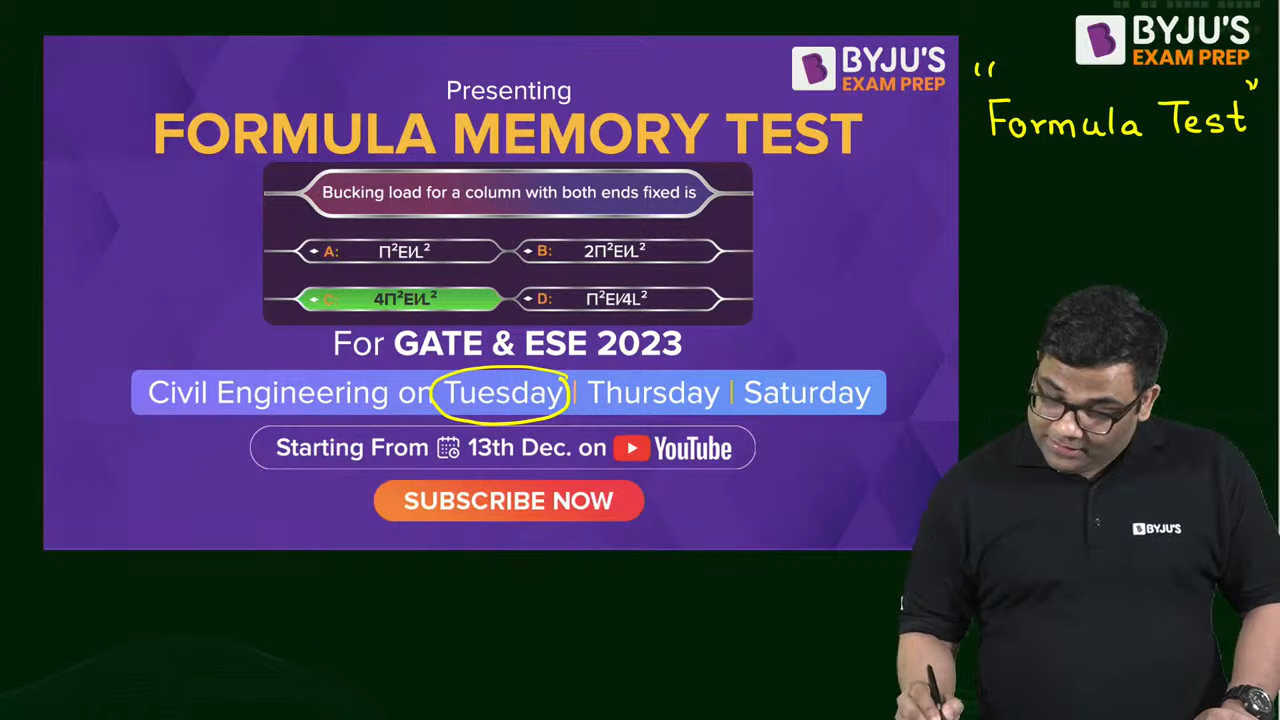 BYJU'S
EXAM PREP
"Formula Test"
BYJU'S
EXAM PREP
Presenting
FORMULA MEMORY TEST
Bucking load for a column with both ends fixed is
A: Π²EI/L²
B: 2Π²EI/L²
C: 4Π²EI/L²
D: Π²EI/4L²
For GATE & ESE 2023
Civil Engineering on Tuesday | Thursday | Saturday
Starting From 13th Dec. on YouTube
SUBSCRIBE NOW
BYJU'S